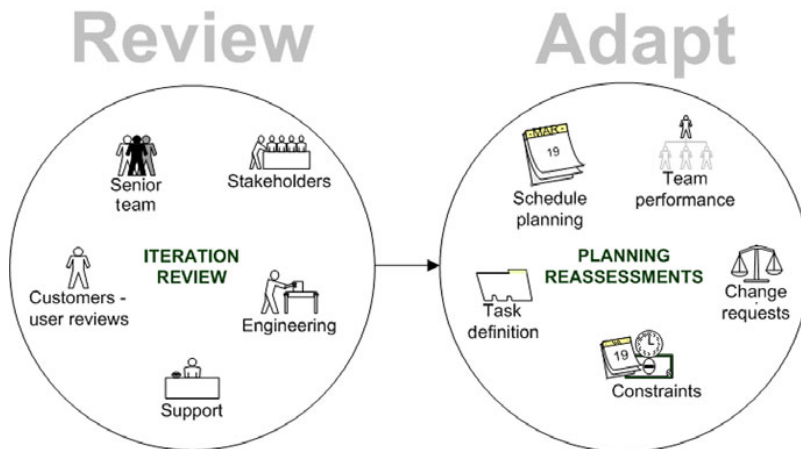 Review
Adapt
Senior
team
Stakeholders
ITERATION
REVIEW
Customers -
user reviews
Engineering
Support
MAR
19
Schedule
planning
Team
performance
PLANNING
REASSESSMENTS
Task
definition
Change
requests
19
Constraints